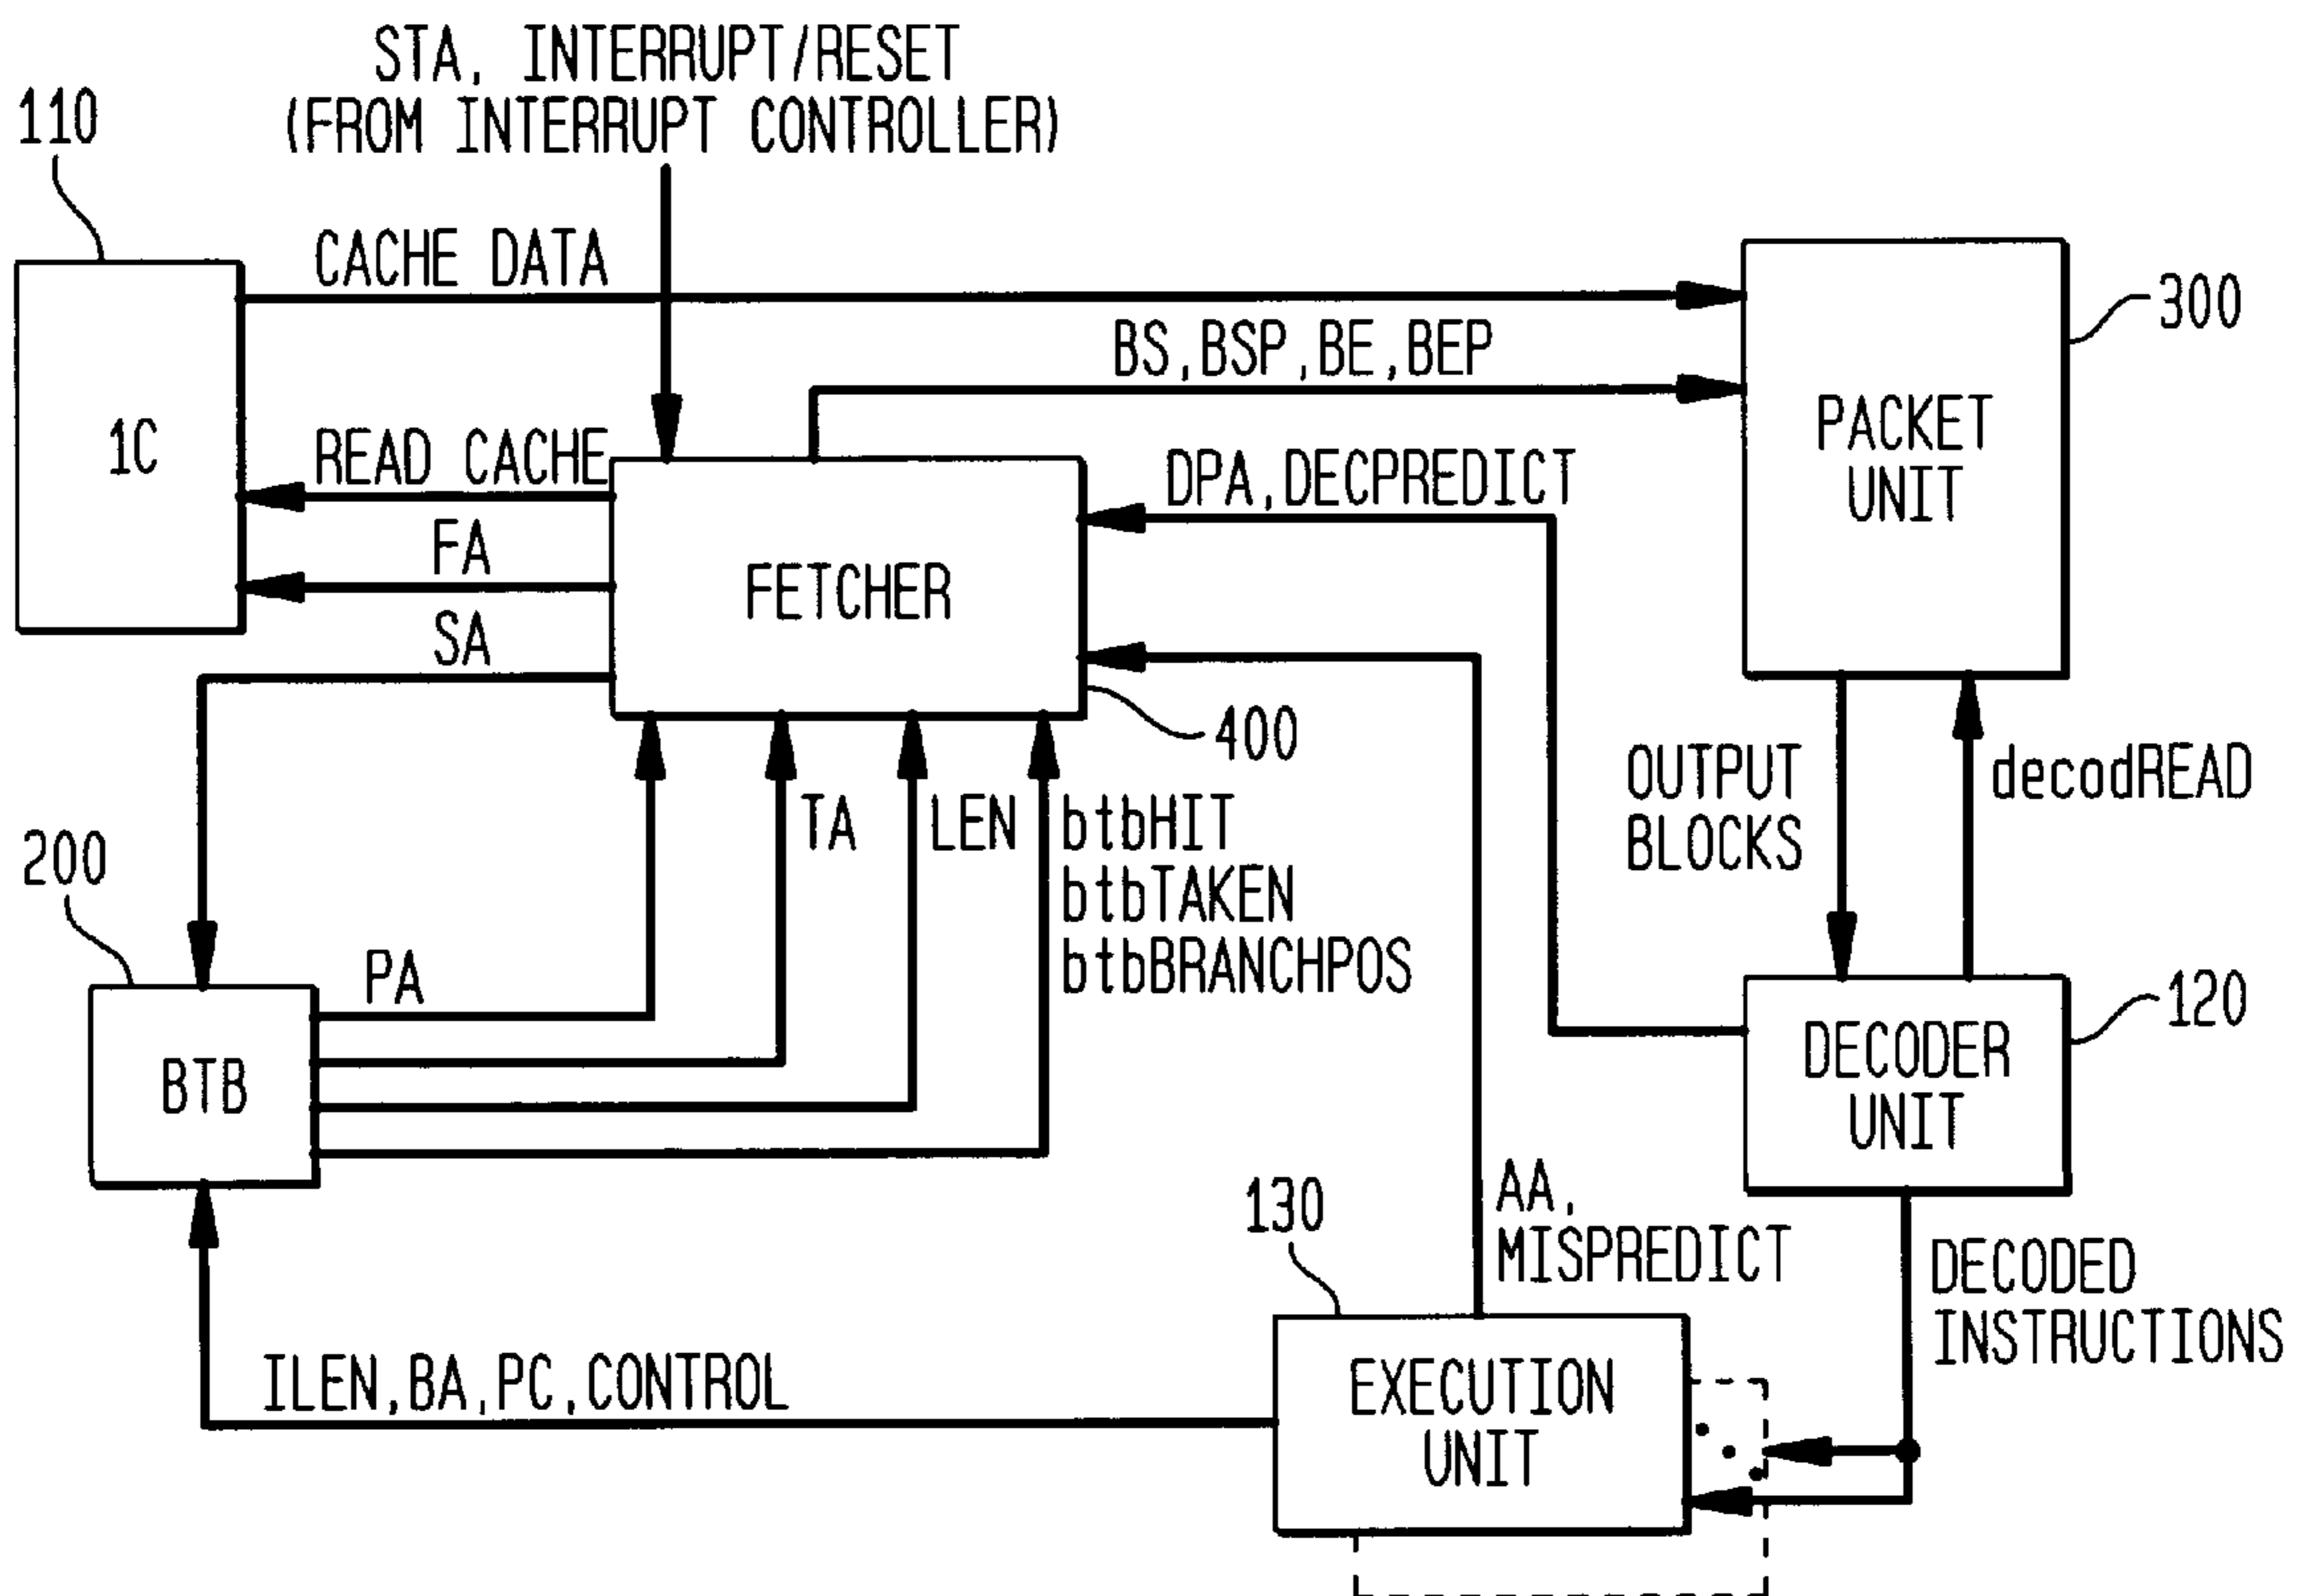 STA, INTERRUPT/RESET
(FROM INTERRUPT CONTROLLER)
110
CACHE DATA
300
BS,BSP,BE,BEP
PACKET
UNIT
1C
READ CACHE
DPA,DECPREDICT
FA
FETCHER
SA
400
OUTPUT
BLOCKS
decodREAD
TA
LEN
btbHIT
btbTAKEN
btbBRANCHPOS
200
PA
120
BTB
DECODER
UNIT
130
AA,
MISPREDICT
DECODED
INSTRUCTIONS
ILEN,BA,PC,CONTROL
EXECUTION
UNIT